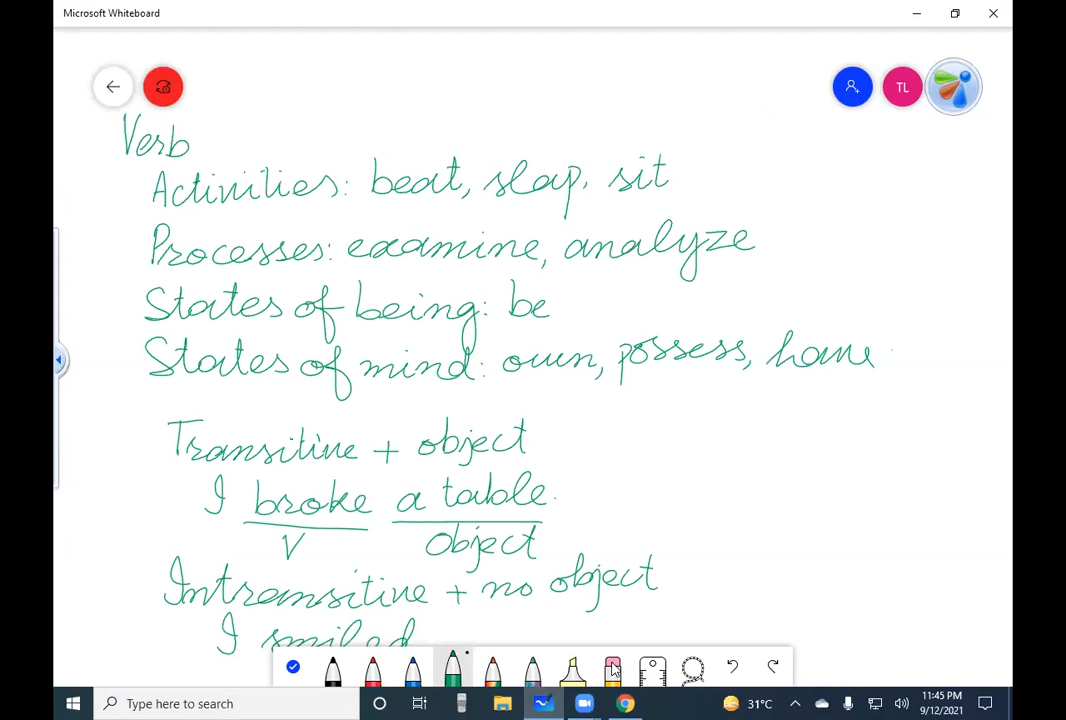 Microsoft Whiteboard
TL
Verb
Activities: beat, slap, sit
Processes: examine, analyze
States of being: be
States of mind: own, possess, have
Transitive + object
I broke a table.
V object
Intransitive + no object
I smiled
Type here to search
31°C
11:45 PM
9/12/2021